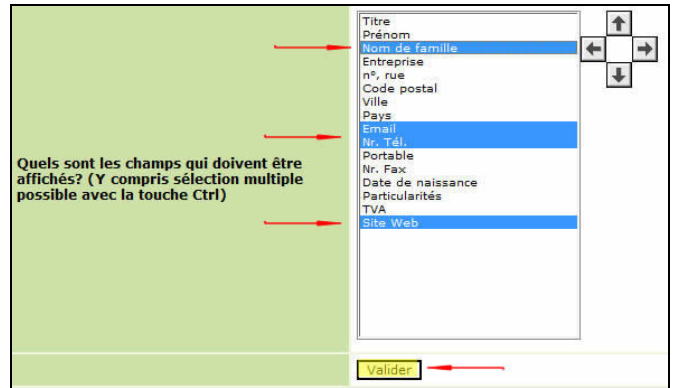 Titre
Prénom
Nom de famille
Entreprise
n°, rue
Code postal
Ville
Pays
Email
Nr. Tél.
Portable
Nr. Fax
Date de naissance
Particularités
TVA
Site Web
Quels sont les champs qui doivent être
affichés? (Y compris sélection multiple
possible avec la touche Ctrl)
Valider